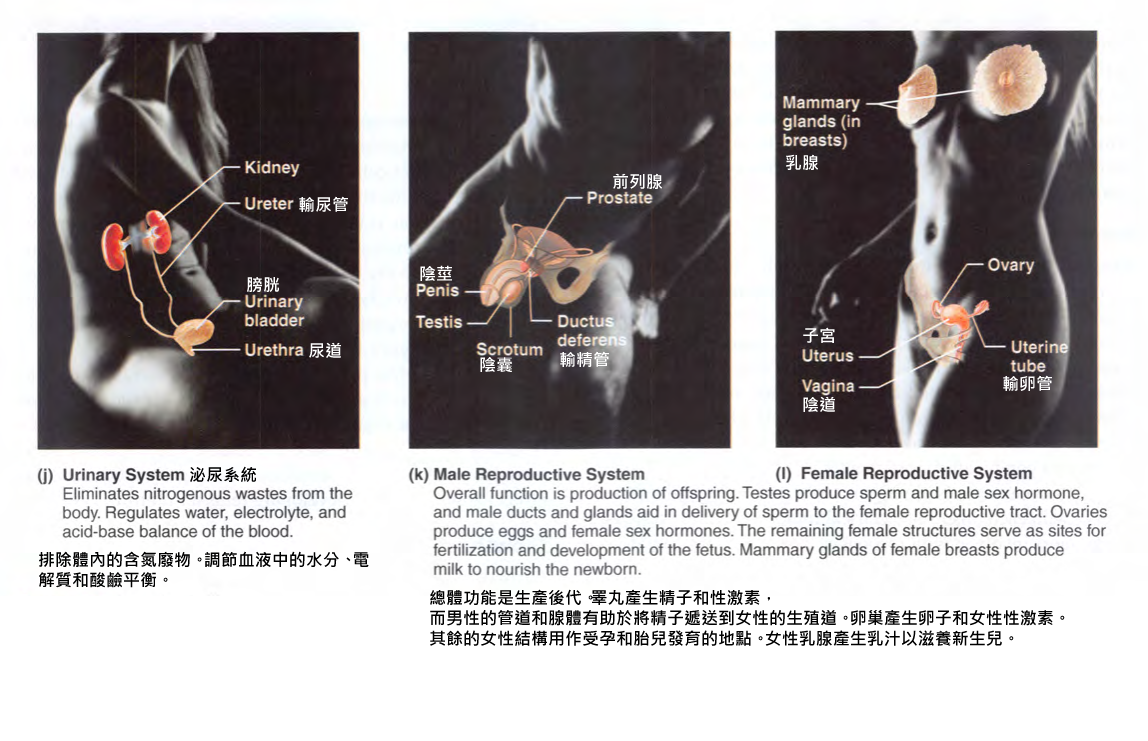 Kidney
Ureter 輸尿管
膀胱
Urinary
bladder
Urethra 尿道
前列腺
Prostate
陰莖
Penis
Testis
Scrotum
陰囊
Ductus
deferens
輸精管
Mammary
glands (in
breasts)
乳腺
Ovary
子宮
Uterus
Vagina
陰道
Uterine
tube
輸卵管
(j) Urinary System 泌尿系統
Eliminates nitrogenous wastes from the
body. Regulates water, electrolyte, and
acid-base balance of the blood.
排除體內的含氮廢物。調節血液中的水分、電
解質和酸鹼平衡。
(k) Male Reproductive System
(l) Female Reproductive System
Overall function is production of offspring. Testes produce sperm and male sex hormone,
and male ducts and glands aid in delivery of sperm to the female reproductive tract. Ovaries
produce eggs and female sex hormones. The remaining female structures serve as sites for
fertilization and development of the fetus. Mammary glands of female breasts produce
milk to nourish the newborn.
總體功能是生產後代。睪丸產生精子和性激素，
而男性的管道和腺體有助於將精子遞送到女性的生殖道。卵巢產生卵子和女性性激素。
其餘的女性結構用作受孕和胎兒發育的地點。女性乳腺產生乳汁以滋養新生兒。